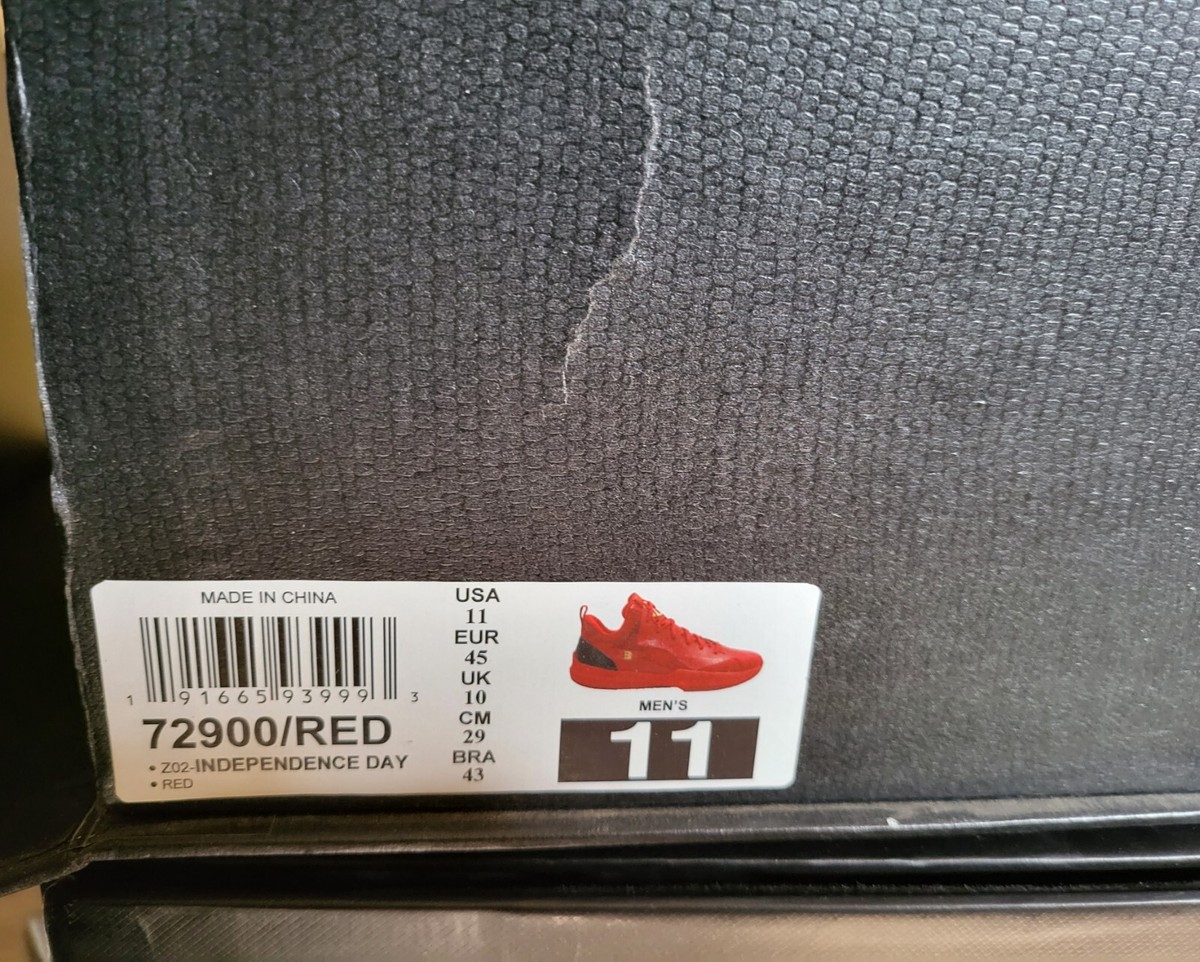 MADE IN CHINA
1 91665 93999 3
72900/RED
• Z02-INDEPENDENCE DAY
• RED
USA
11
EUR
45
UK
10
CM
29
BRA
43
MEN'S
11